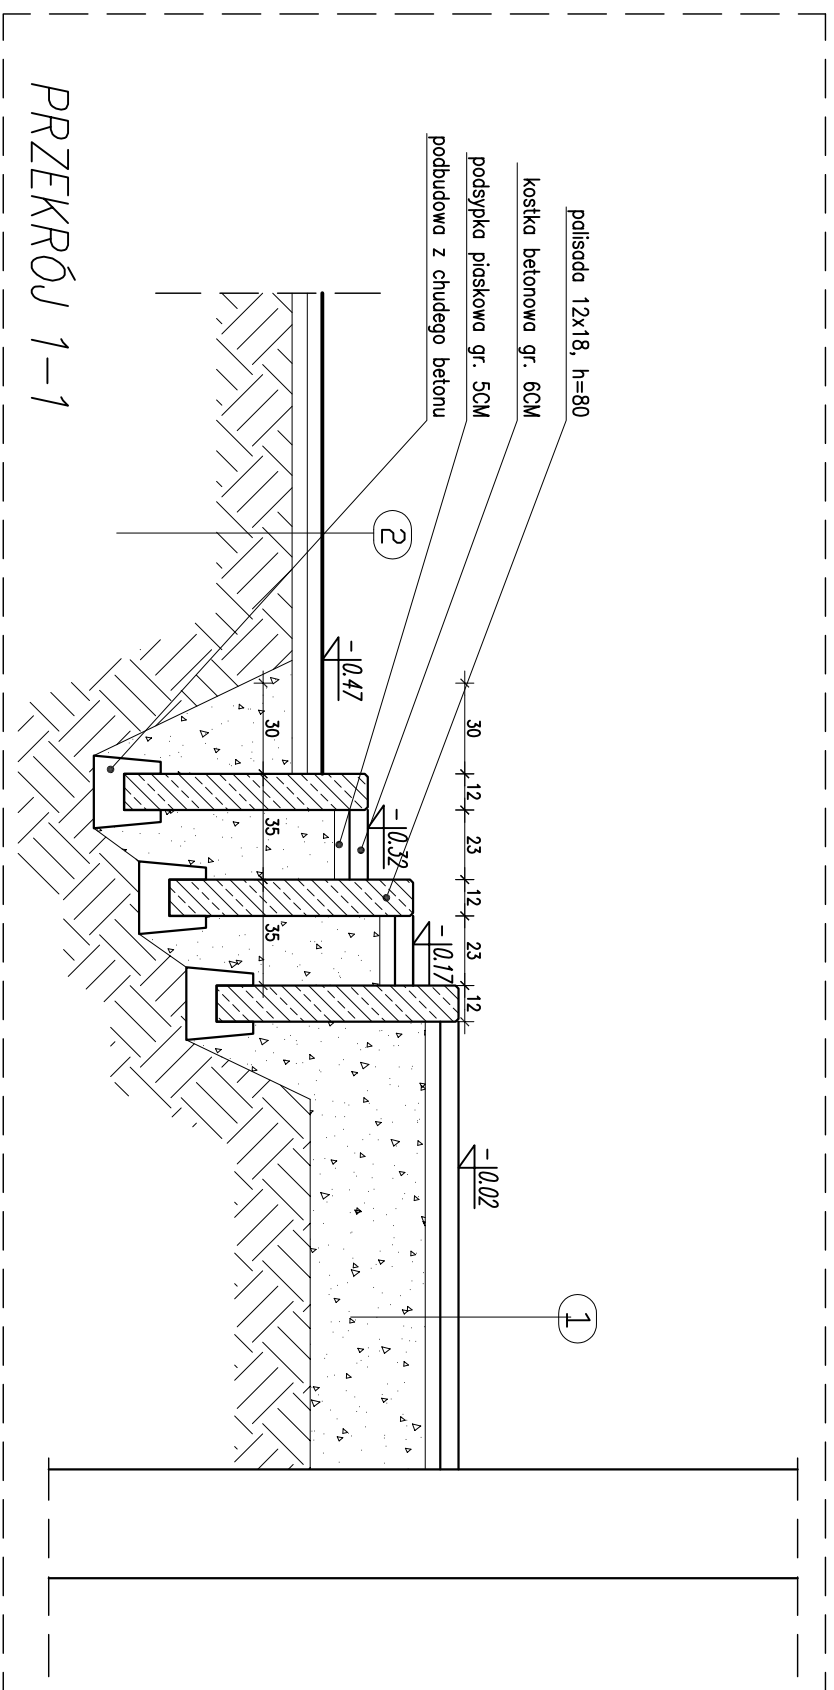 palisada 12x18, h=80
kostka betonowa gr. 6CM
podsypka piaskowa gr. 5CM
podbudowa z chudego betonu
1
2
-0.02
-0.17
-0.32
-0.47
30 12 23 12 23 12
30 35 35
PRZEKRÓJ 1-1